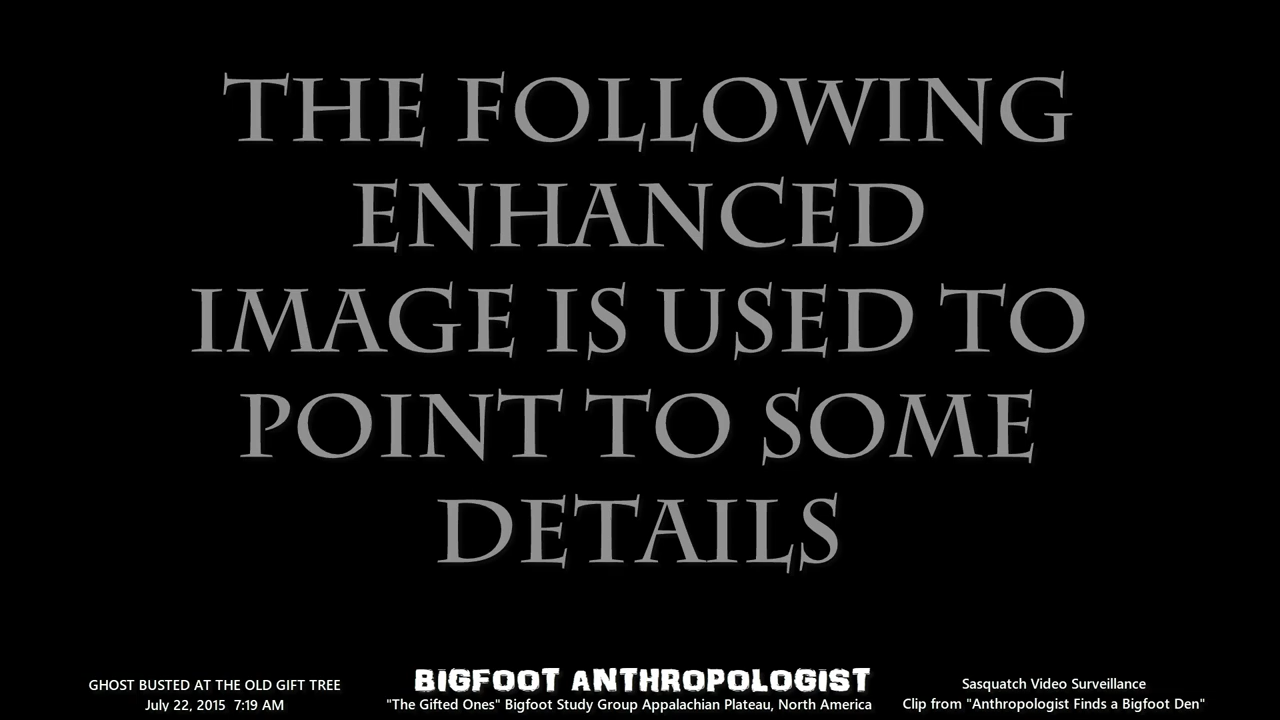 THE FOLLOWING
ENHANCED
IMAGE IS USED TO
POINT TO SOME
DETAILS
GHOST BUSTED AT THE OLD GIFT TREE
July 22, 2015 7:19 AM
BIGFOOT ANTHROPOLOGIST
"The Gifted Ones" Bigfoot Study Group Appalachian Plateau, North America
Sasquatch Video Surveillance
Clip from "Anthropologist Finds a Bigfoot Den"